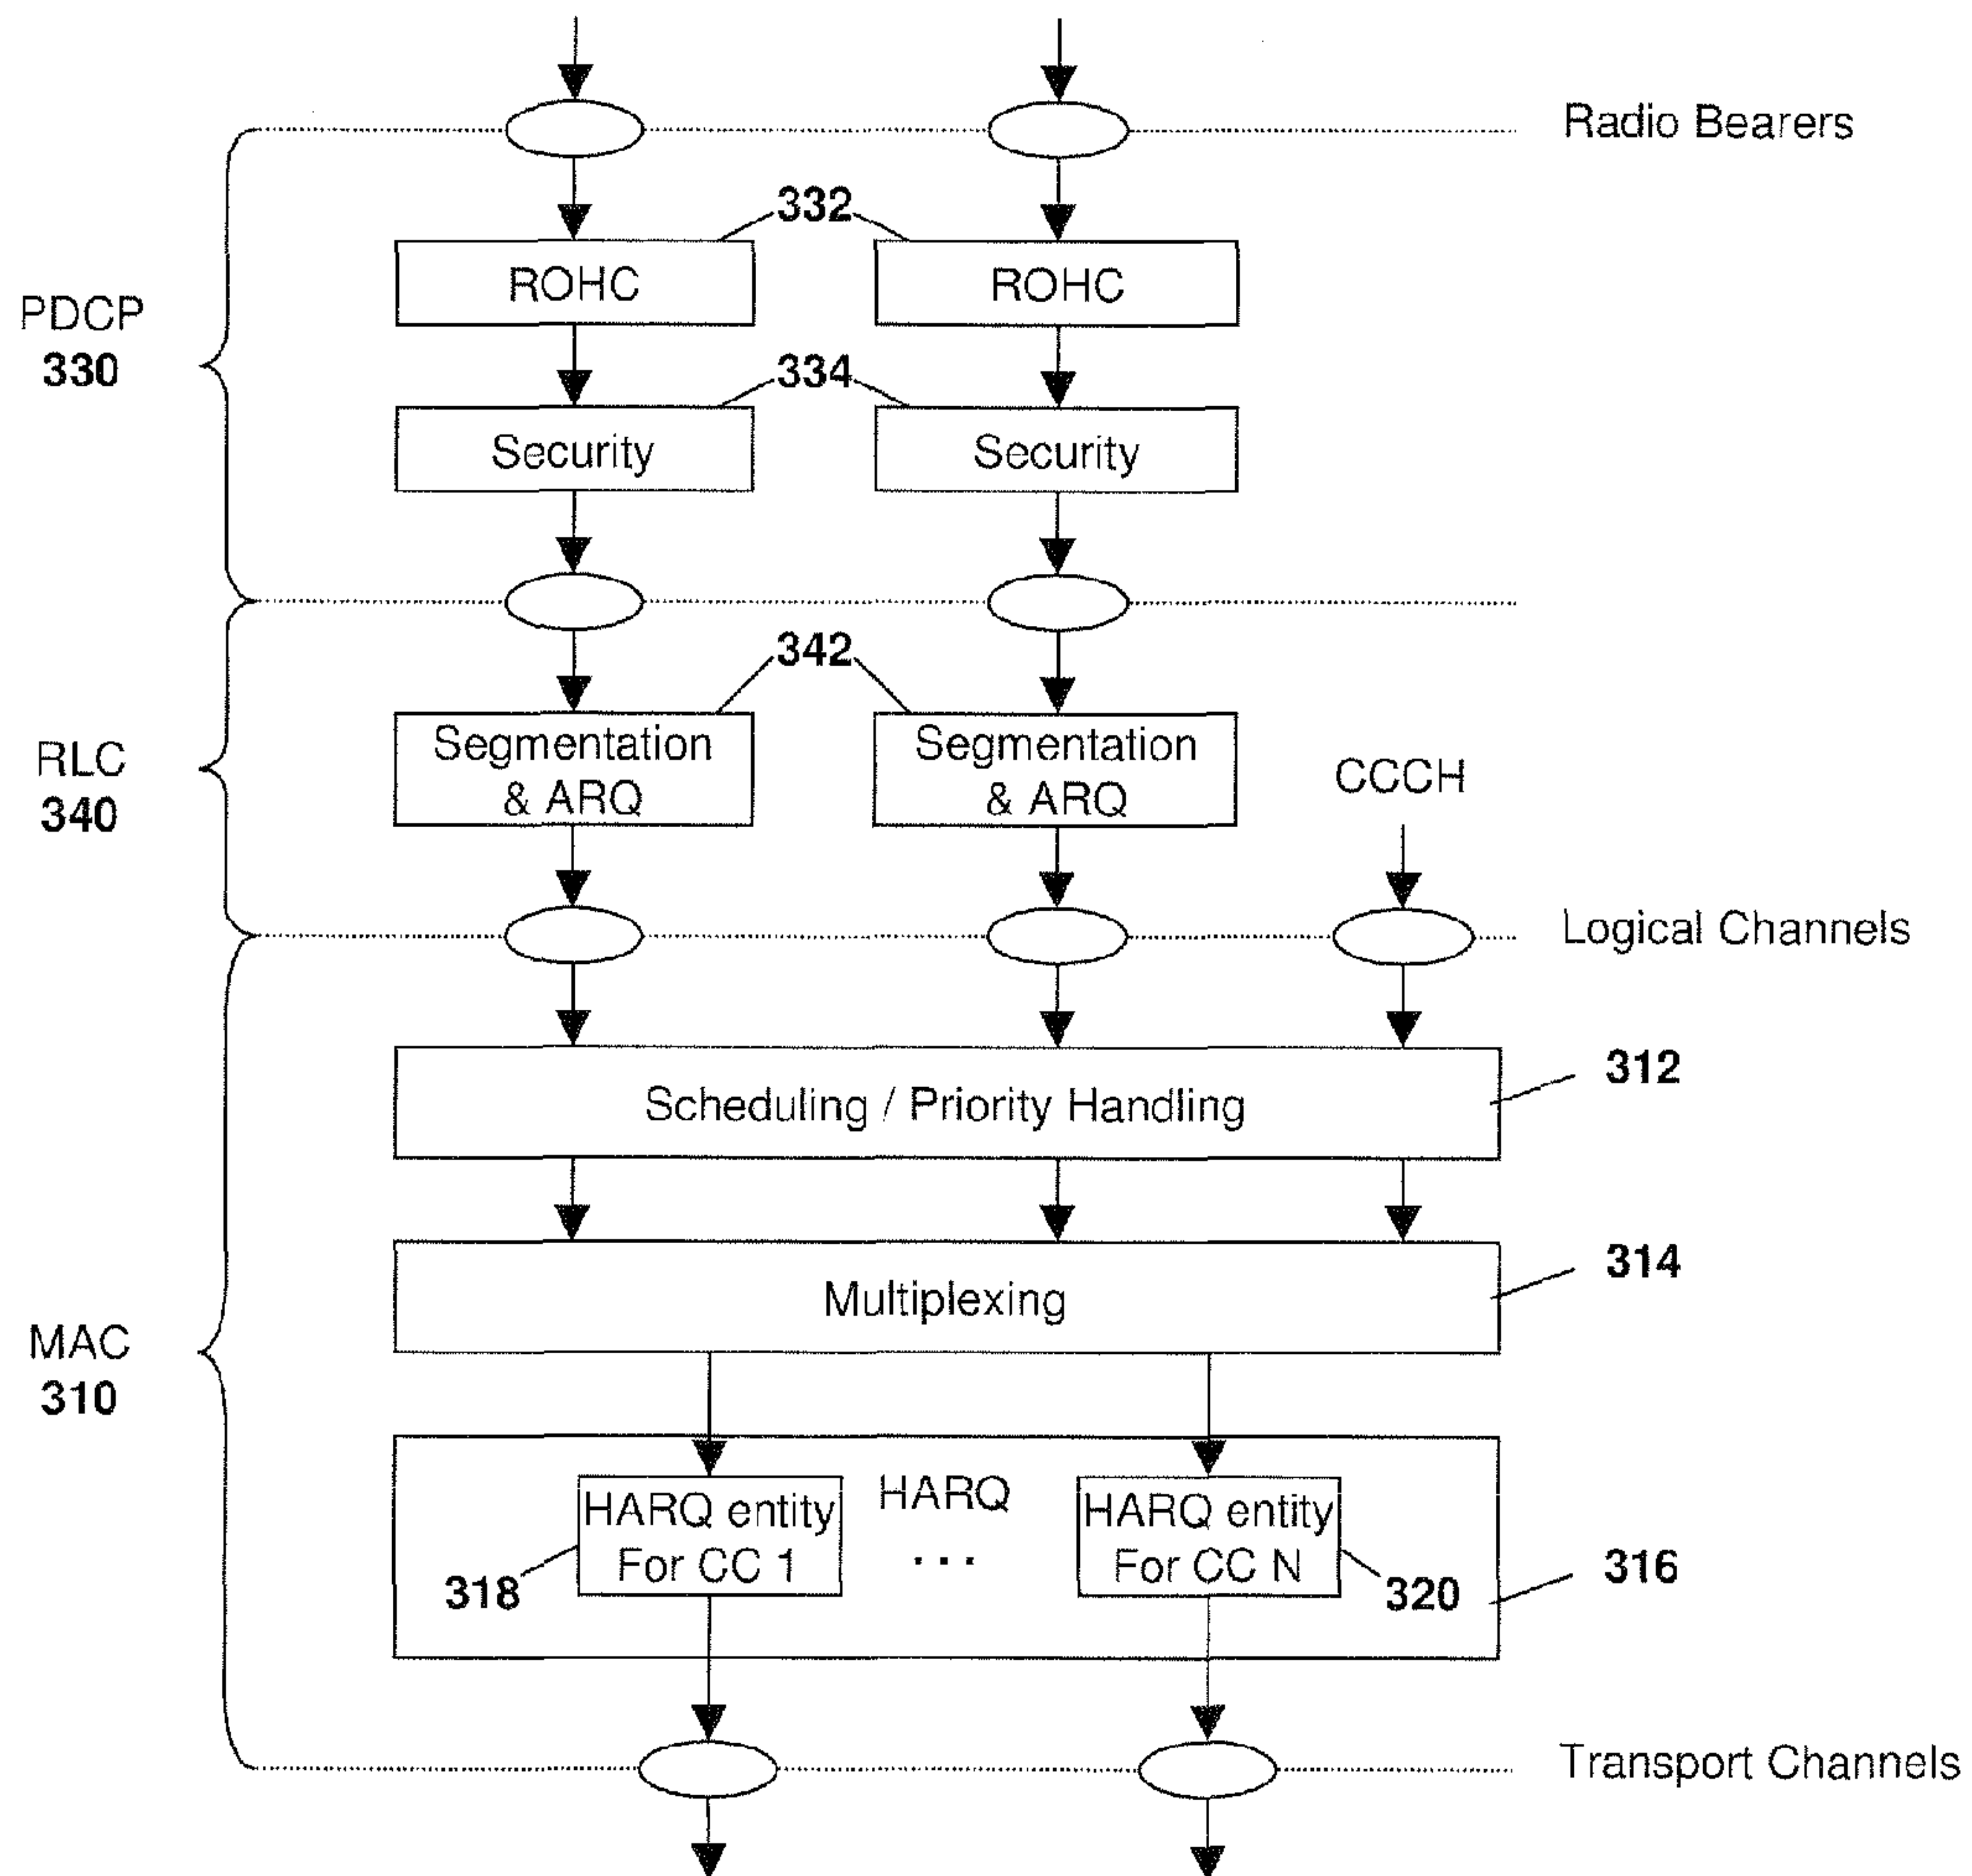 Radio Bearers
332
ROHC
ROHC
PDCP
330
334
Security
Security
342
Segmentation
& ARQ
Segmentation
& ARQ
RLC
340
CCCH
Logical Channels
312
Scheduling / Priority Handling
314
Multiplexing
MAC
310
HARQ
HARQ entity
For CC 1
...
HARQ entity
For CC N
318
320
316
Transport Channels